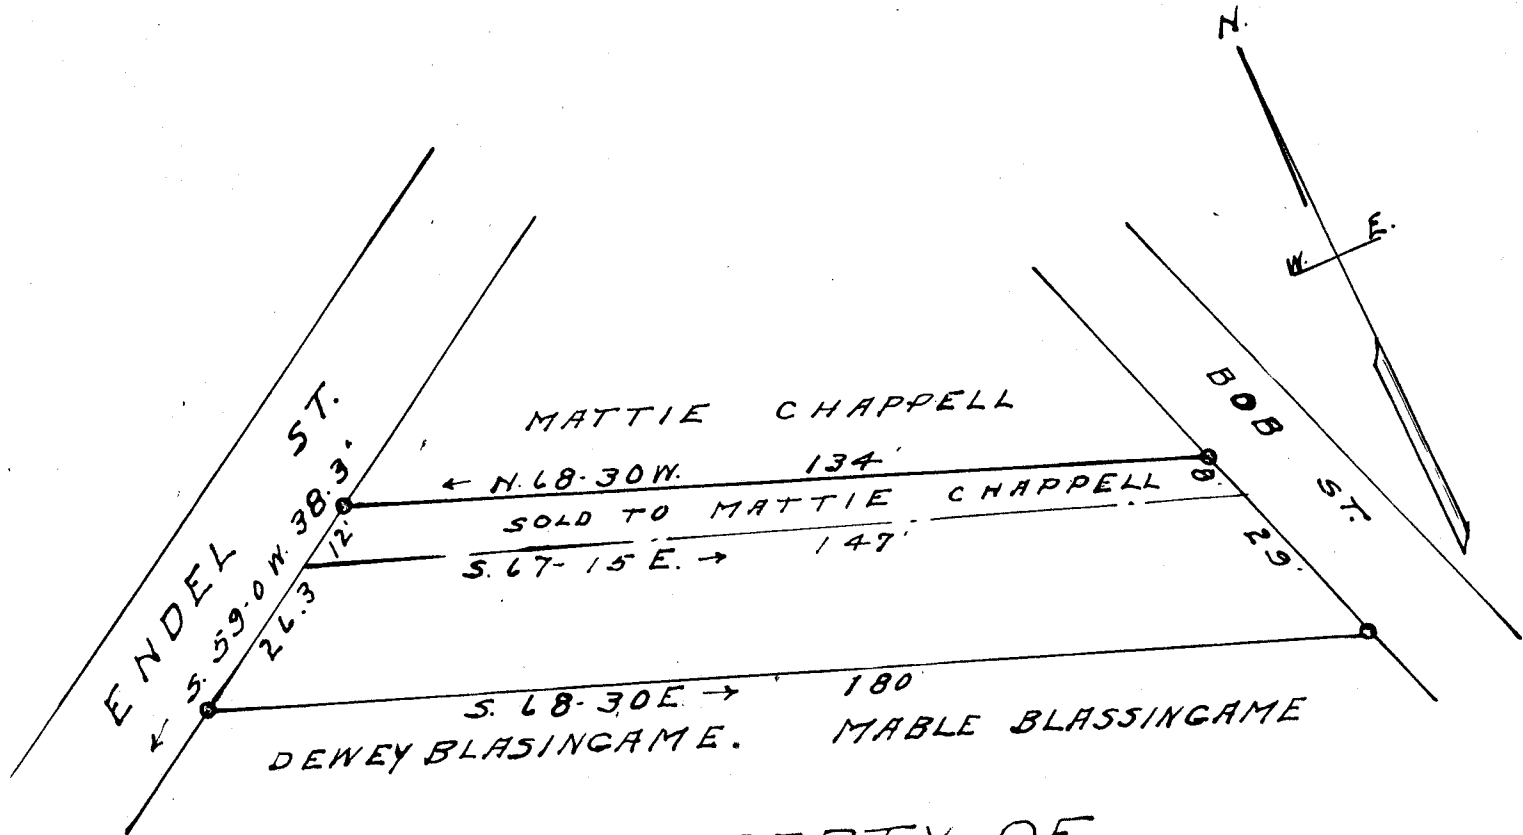 N.
E.
W.
ENDEL ST.
BOB ST.
MATTIE CHAPPELL
← N. 68-30 W. 134'
S. 59-0 W. 38.3'
12'
SOLD TO MATTIE CHAPPELL
8'
S. 67-15 E. → 147'
26.3
29'
S. 68-30 E. → 180
DEWEY BLASINGAME. MABLE BLASSINGAME
OF